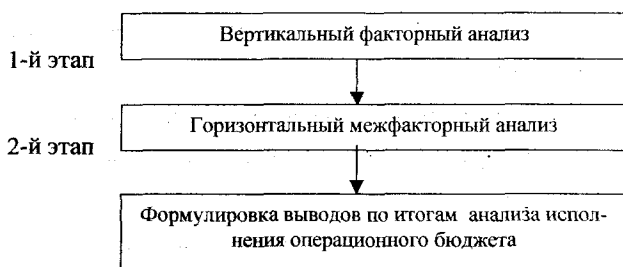 Вертикальный факторный анализ
1-й этап
Горизонтальный межфакторный анализ
2-й этап
Формулировка выводов по итогам анализа испол-
нения операционного бюджета